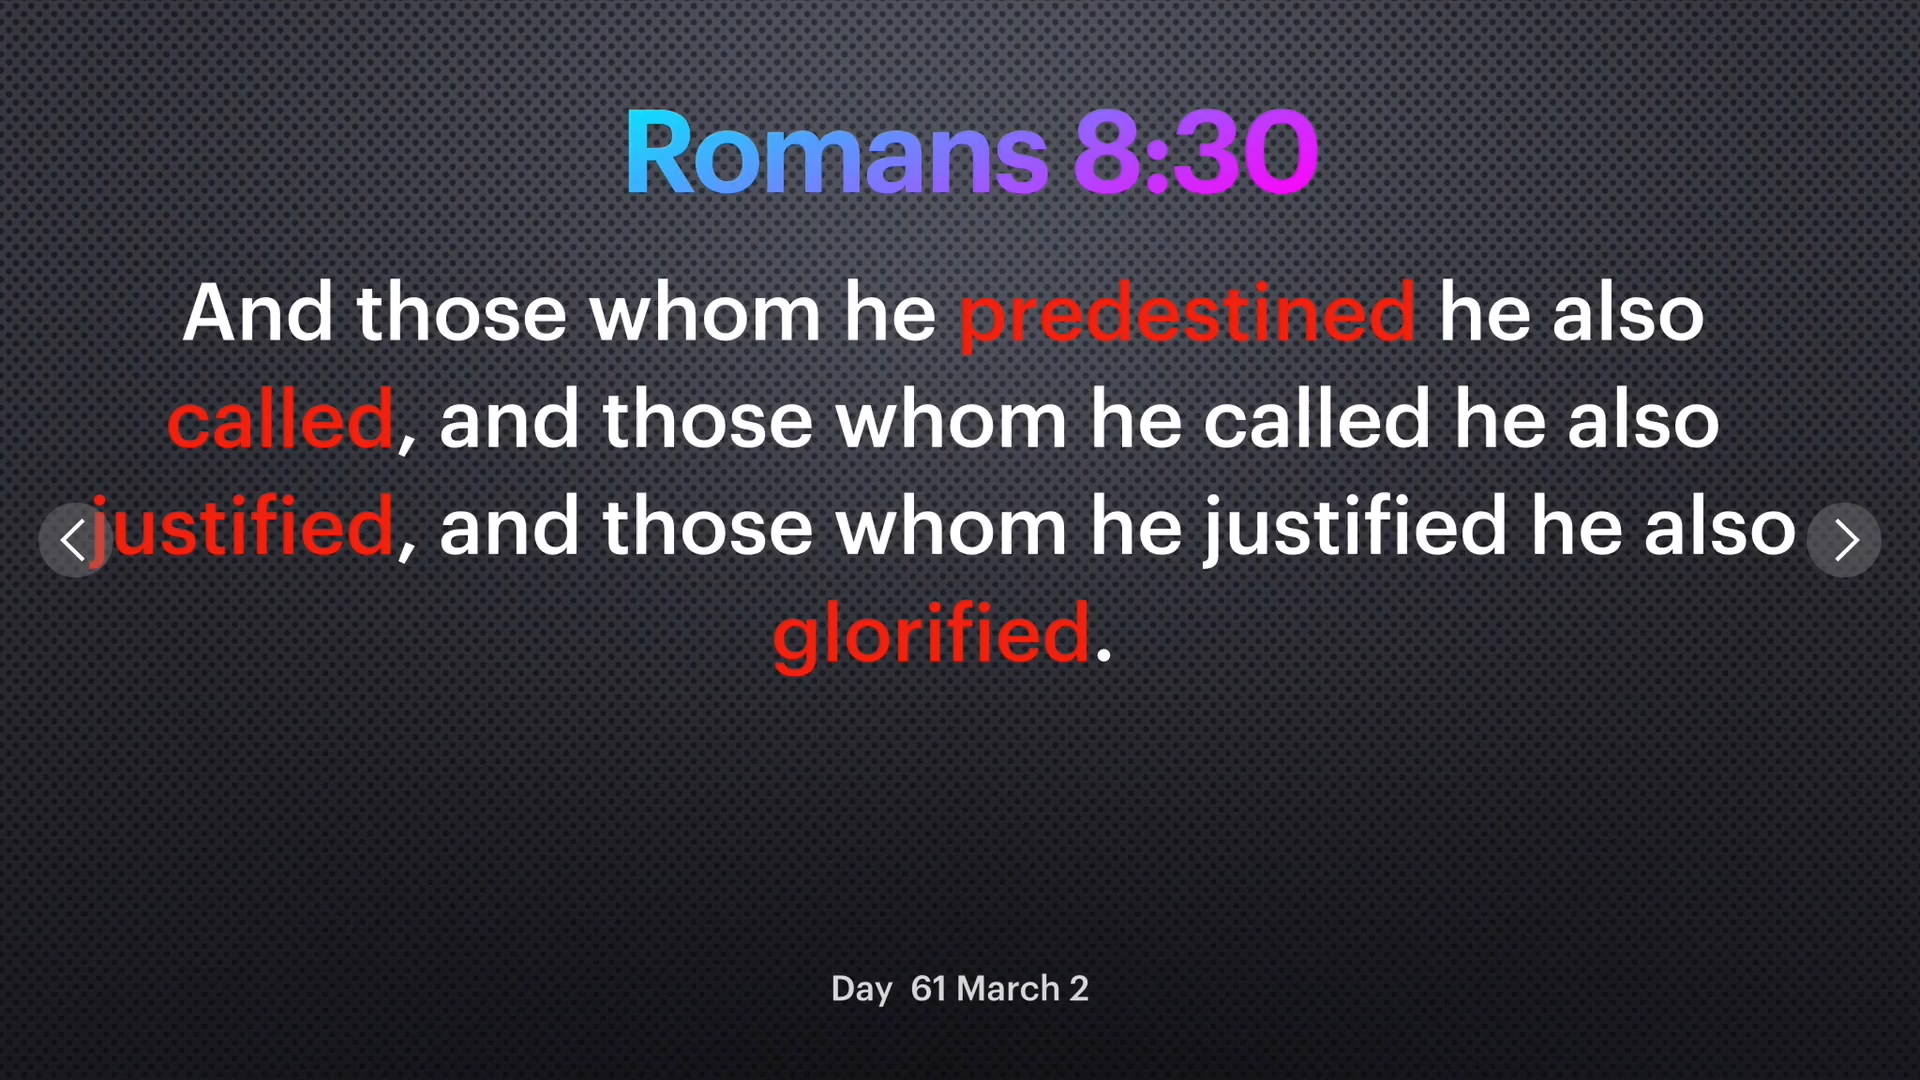 Romans 8:30
And those whom he predestined he also
called, and those whom he called he also
justified, and those whom he justified he also
glorified.
Day  61 March 2